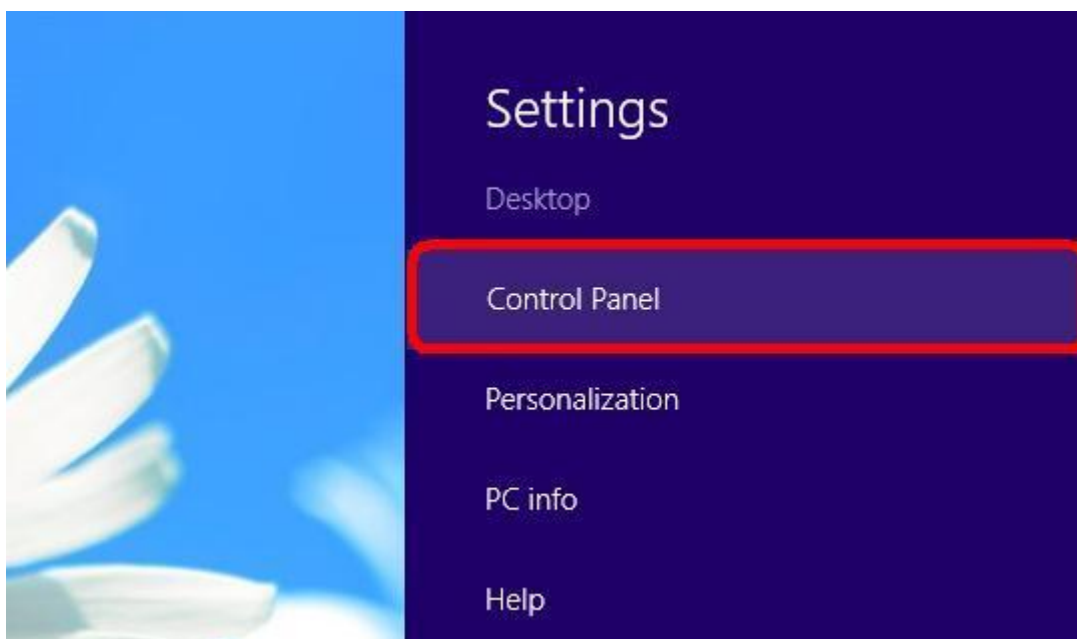 Settings
Desktop
Control Panel
Personalization
PC info
Help